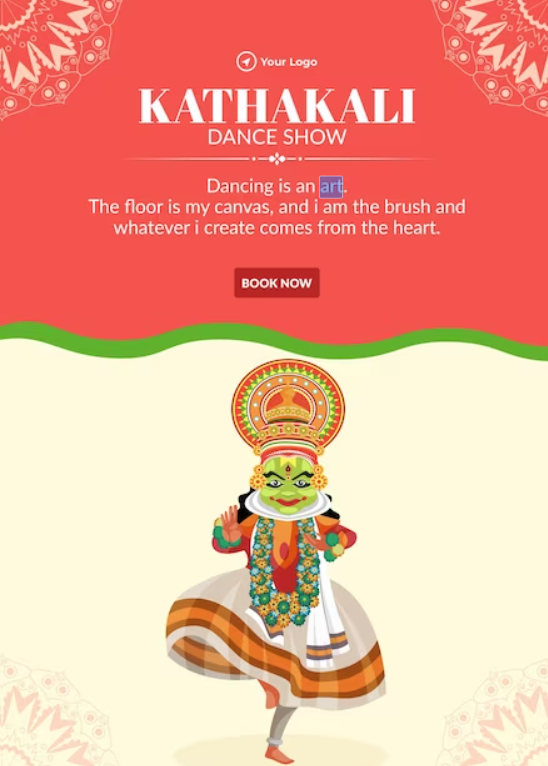 Your Logo
KATHAKALI
DANCE SHOW
Dancing is an art.
The floor is my canvas, and i am the brush and
whatever i create comes from the heart.
BOOK NOW